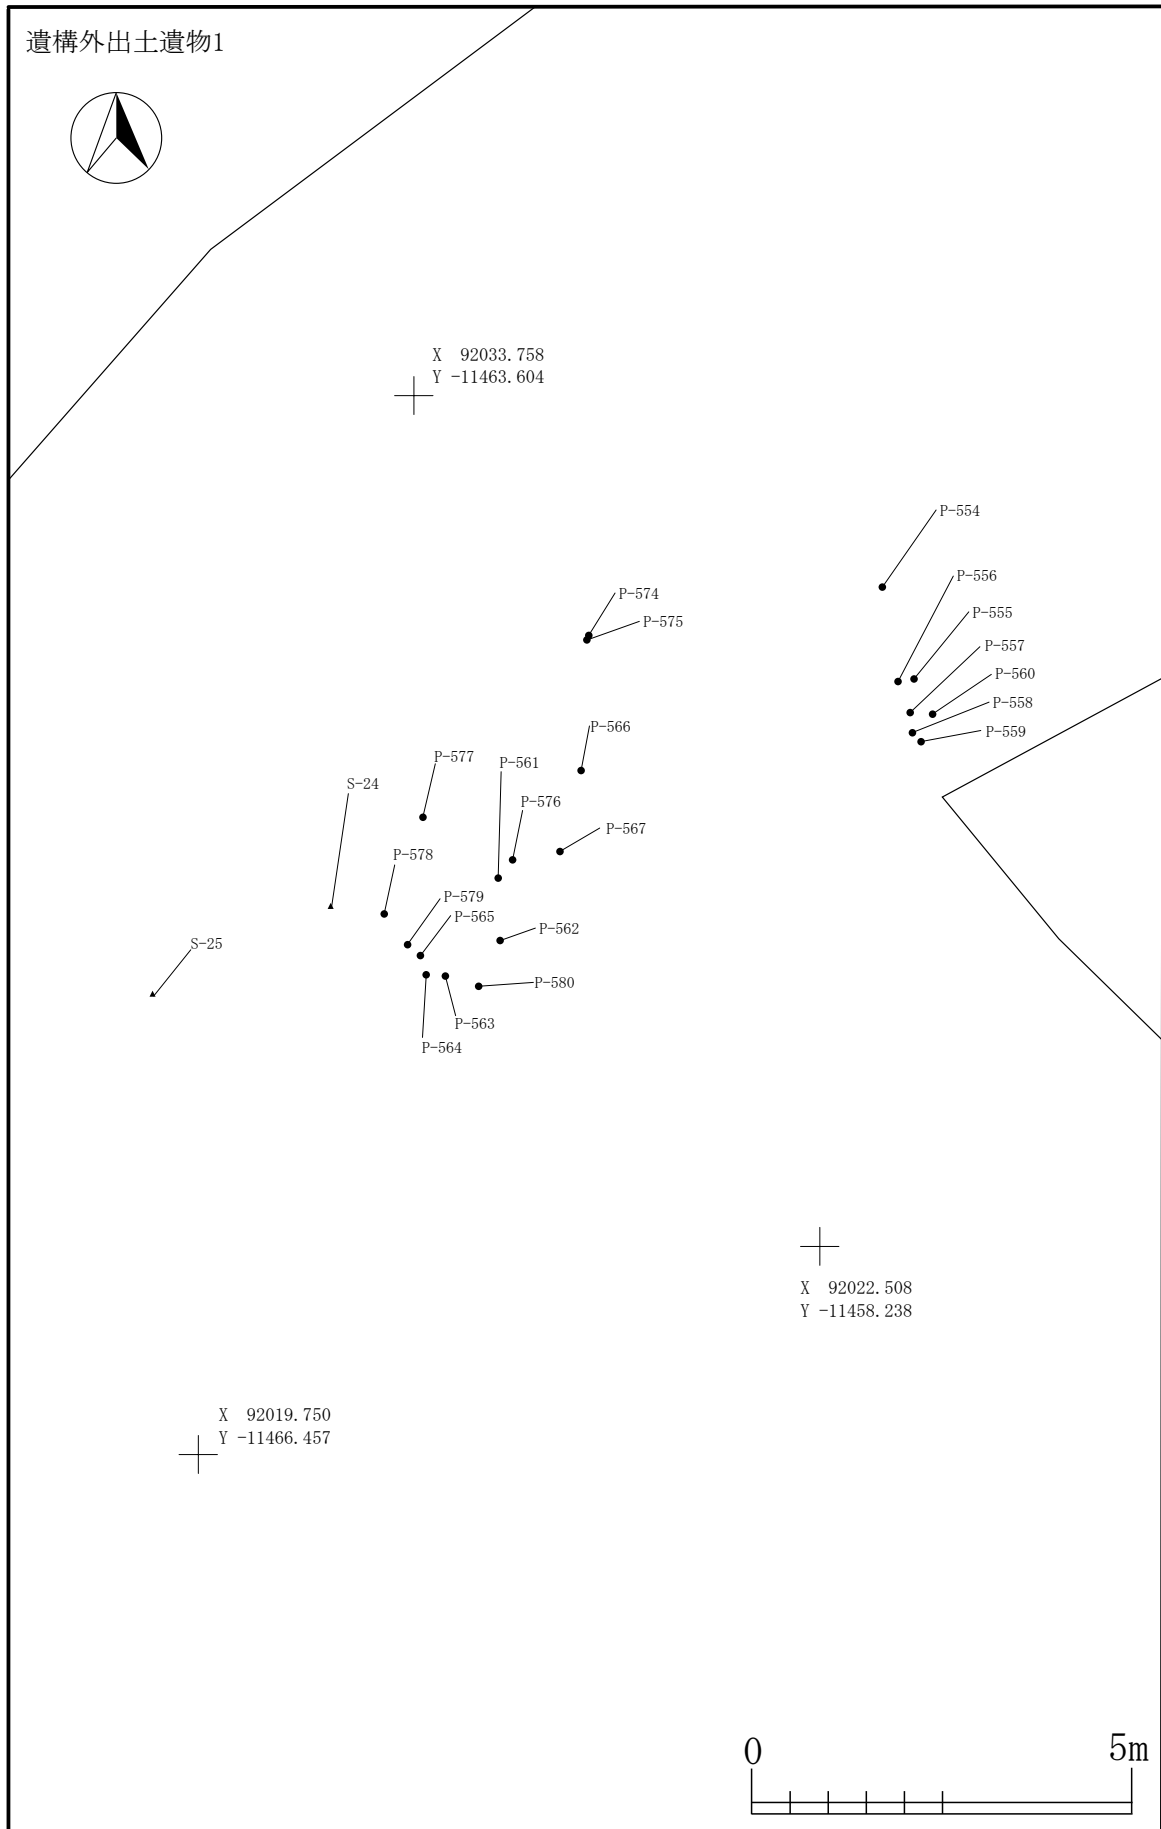 遺構外出土遺物1
X 92033.758
Y -11463.604
P-554
P-556
P-574
P-555
P-575
P-557
P-560
P-558
P-566
P-559
P-577
P-561
S-24
P-576
P-567
P-578
P-579
P-565
P-562
S-25
P-580
P-563
P-564
X 92022.508
Y -11458.238
X 92019.750
Y -11466.457
0 5m